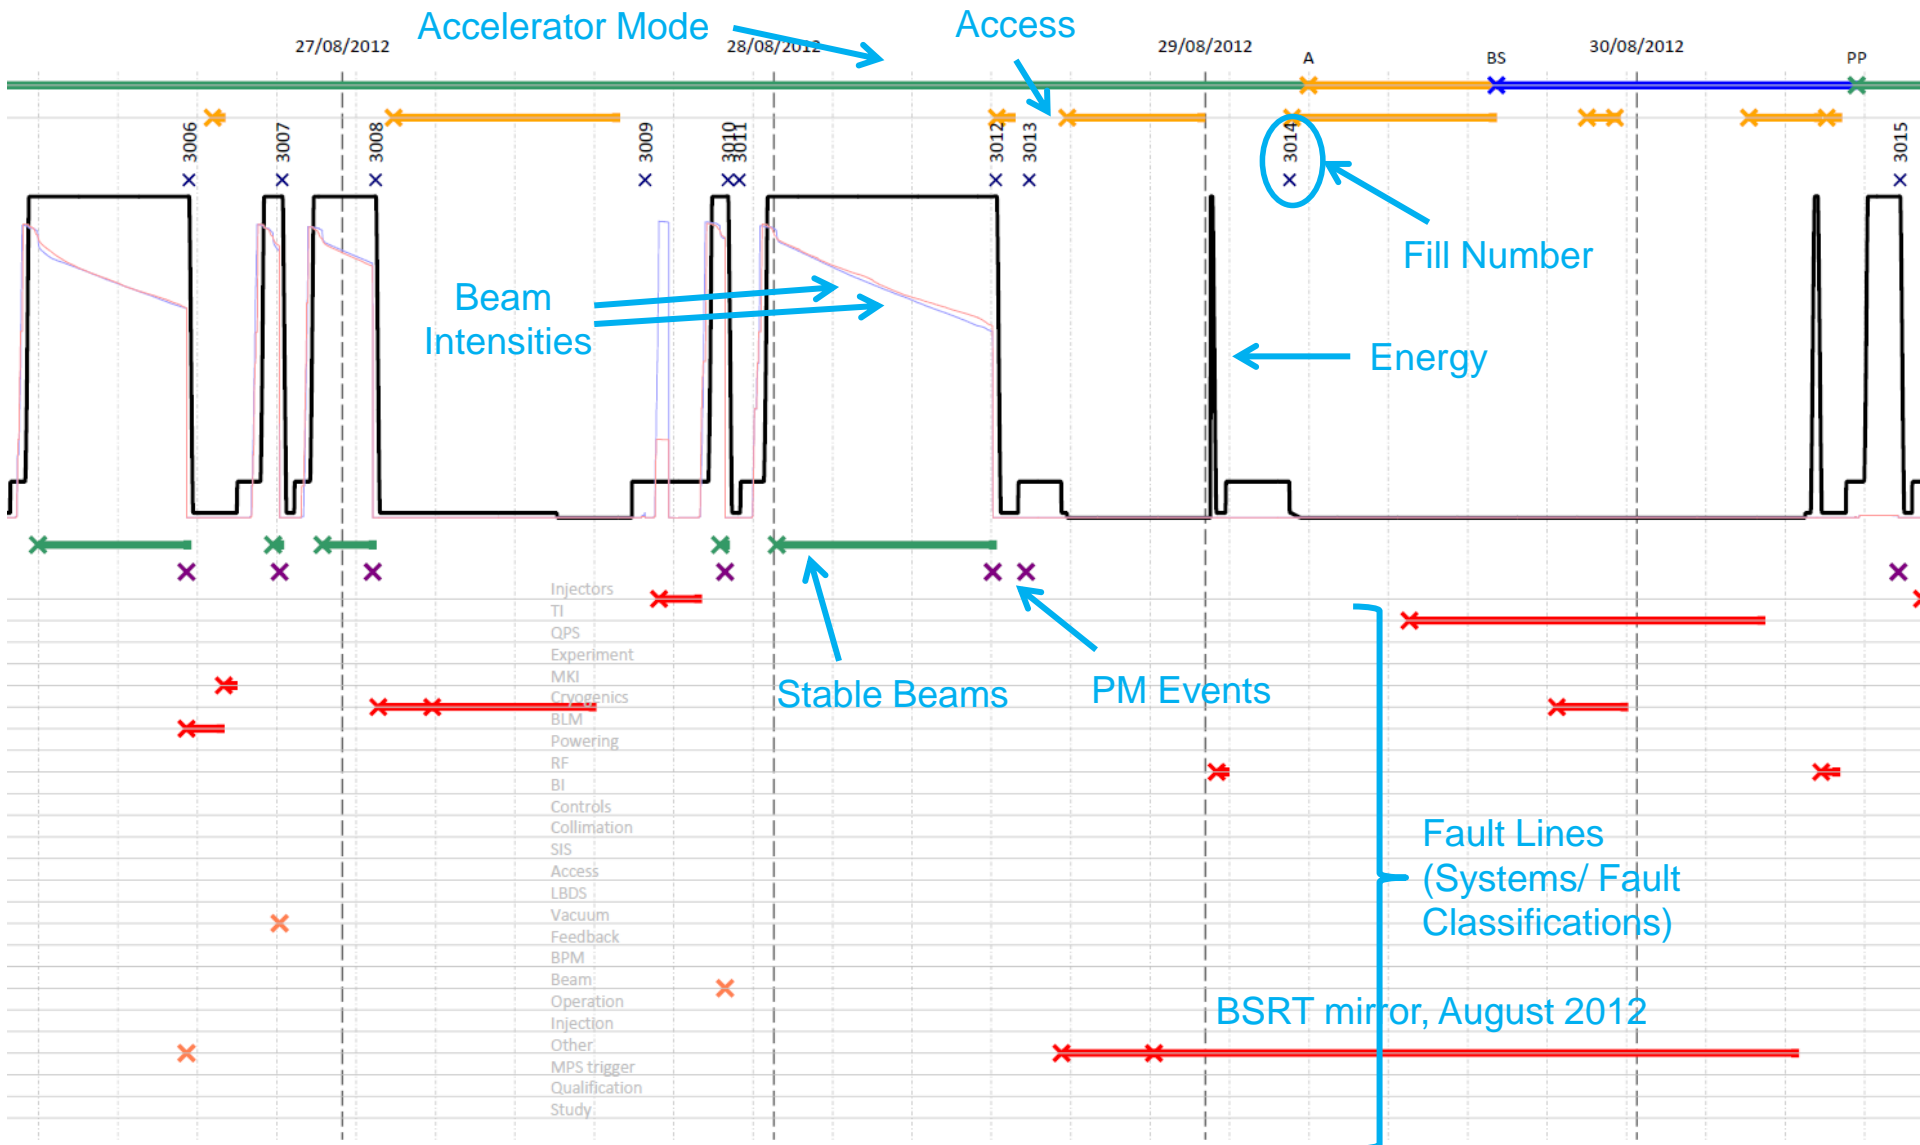 Accelerator Mode
Access
27/08/2012
28/08/2012
29/08/2012
30/08/2012
A
BS
PP
3006
3007
3008
3009
3010
3011
3012
3013
3014
3015
Fill Number
Beam
Intensities
Energy
Injectors
TI
QPS
Experiment
MKI
Cryogenics
BLM
Powering
RF
BI
Controls
Collimation
SIS
Access
LBDS
Vacuum
Feedback
BPM
Beam
Operation
Injection
Other
MPS trigger
Qualification
Study
Stable Beams
PM Events
Fault Lines
(Systems/ Fault
Classifications)
BSRT mirror, August 2012